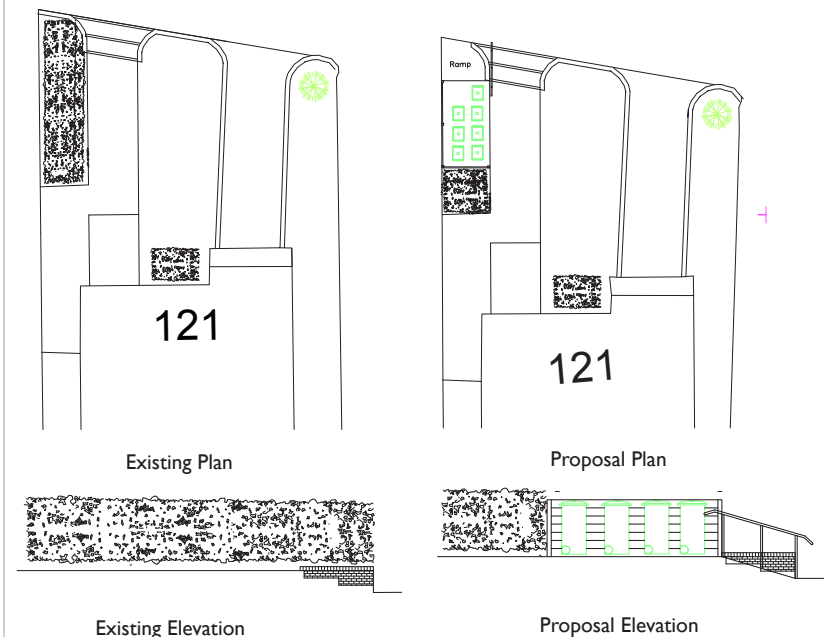 Ramp
121
121
Existing Plan
Proposal Plan
Existing Elevation
Proposal Elevation